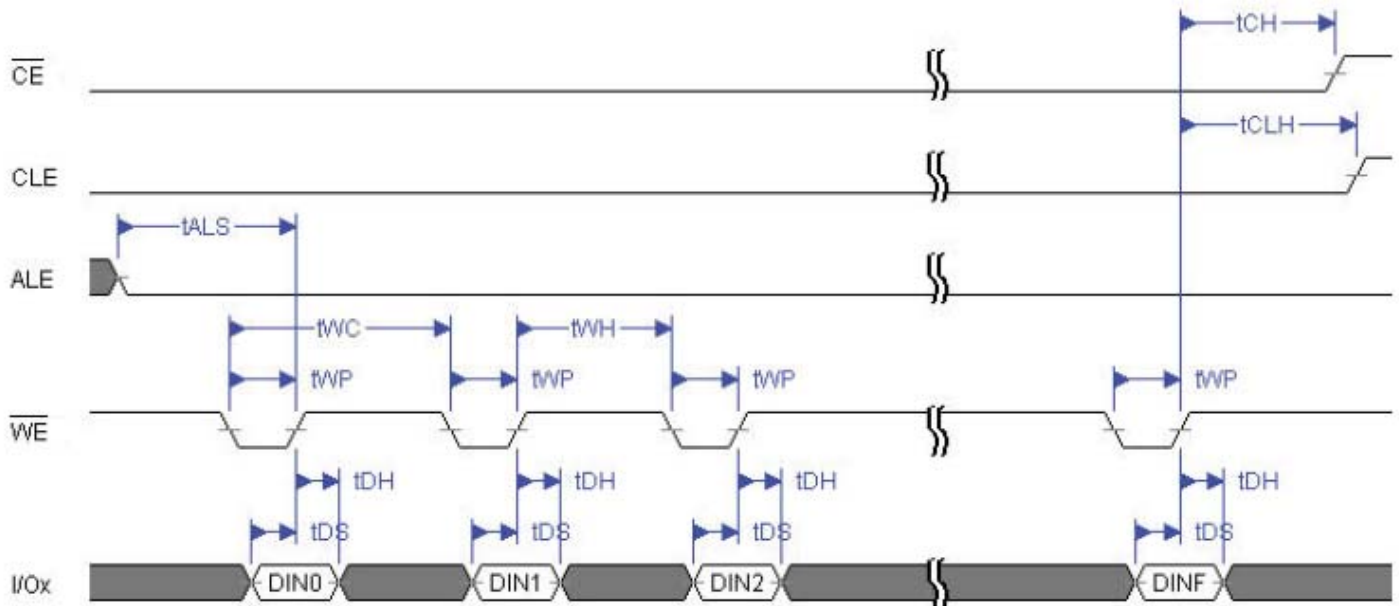 tCH
CE
tCLH
CLE
tALS
ALE
tWC tWH
tWP tWP tWP tWP
WE
tDH tDH tDH tDH
tDS tDS tDS tDS
I/Ox DIN0 DIN1 DIN2 DINF